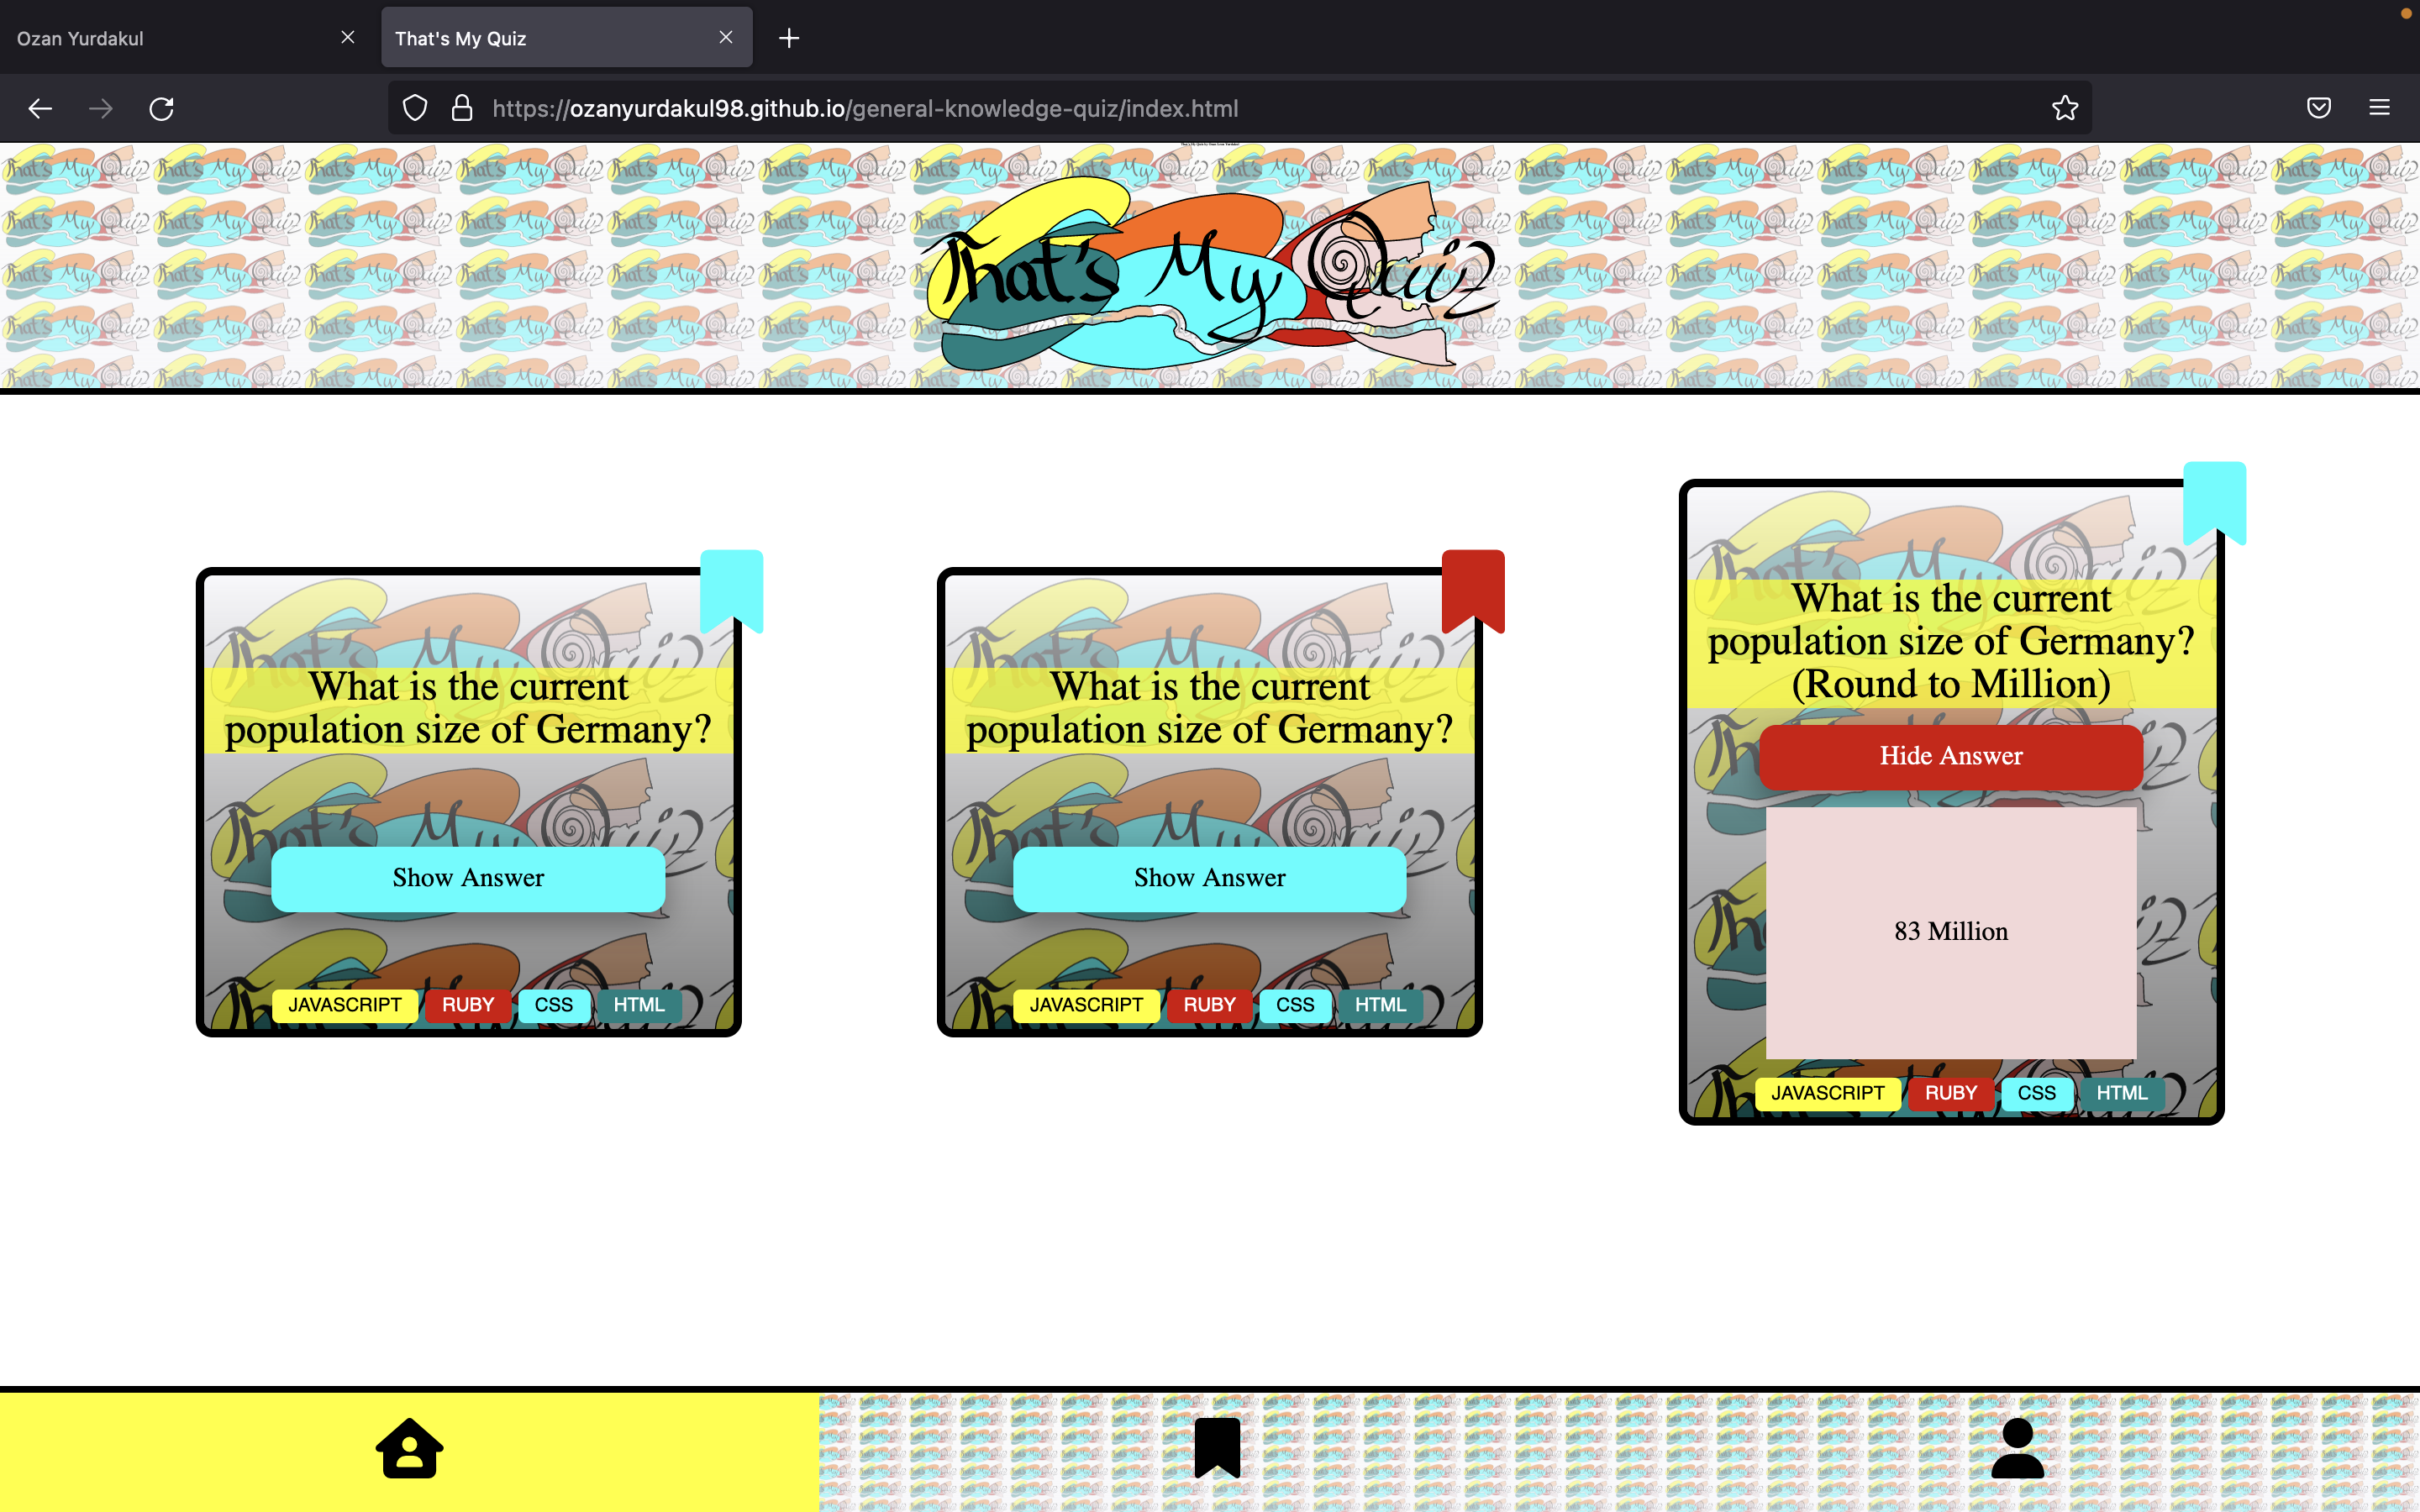 Ozan Yurdakul
That's My Quiz
https://ozanyurdakul98.github.io/general-knowledge-quiz/index.html
That's My Quiz
What is the current
population size of Germany?
Show Answer
JAVASCRIPT RUBY CSS HTML
What is the current
population size of Germany?
Show Answer
JAVASCRIPT RUBY CSS HTML
What is the current
population size of Germany?
(Round to Million)
Hide Answer
83 Million
JAVASCRIPT RUBY CSS HTML